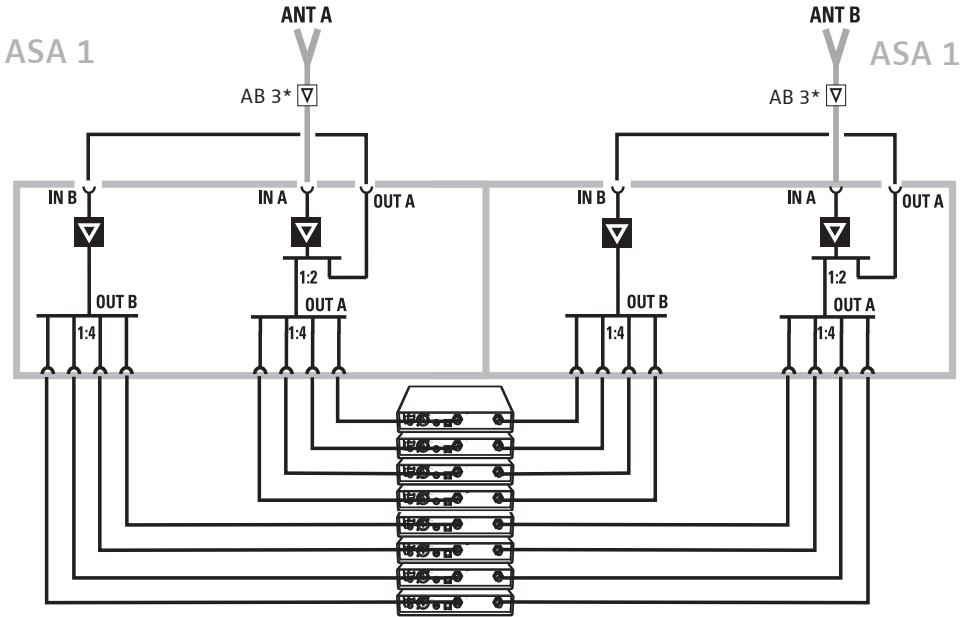 ANT A
ANT B
ASA 1
ASA 1
AB 3*
AB 3*
IN B
IN A
OUT A
IN B
IN A
OUT A
1:2
1:2
OUT B
OUT A
OUT B
OUT A
1:4
1:4
1:4
1:4